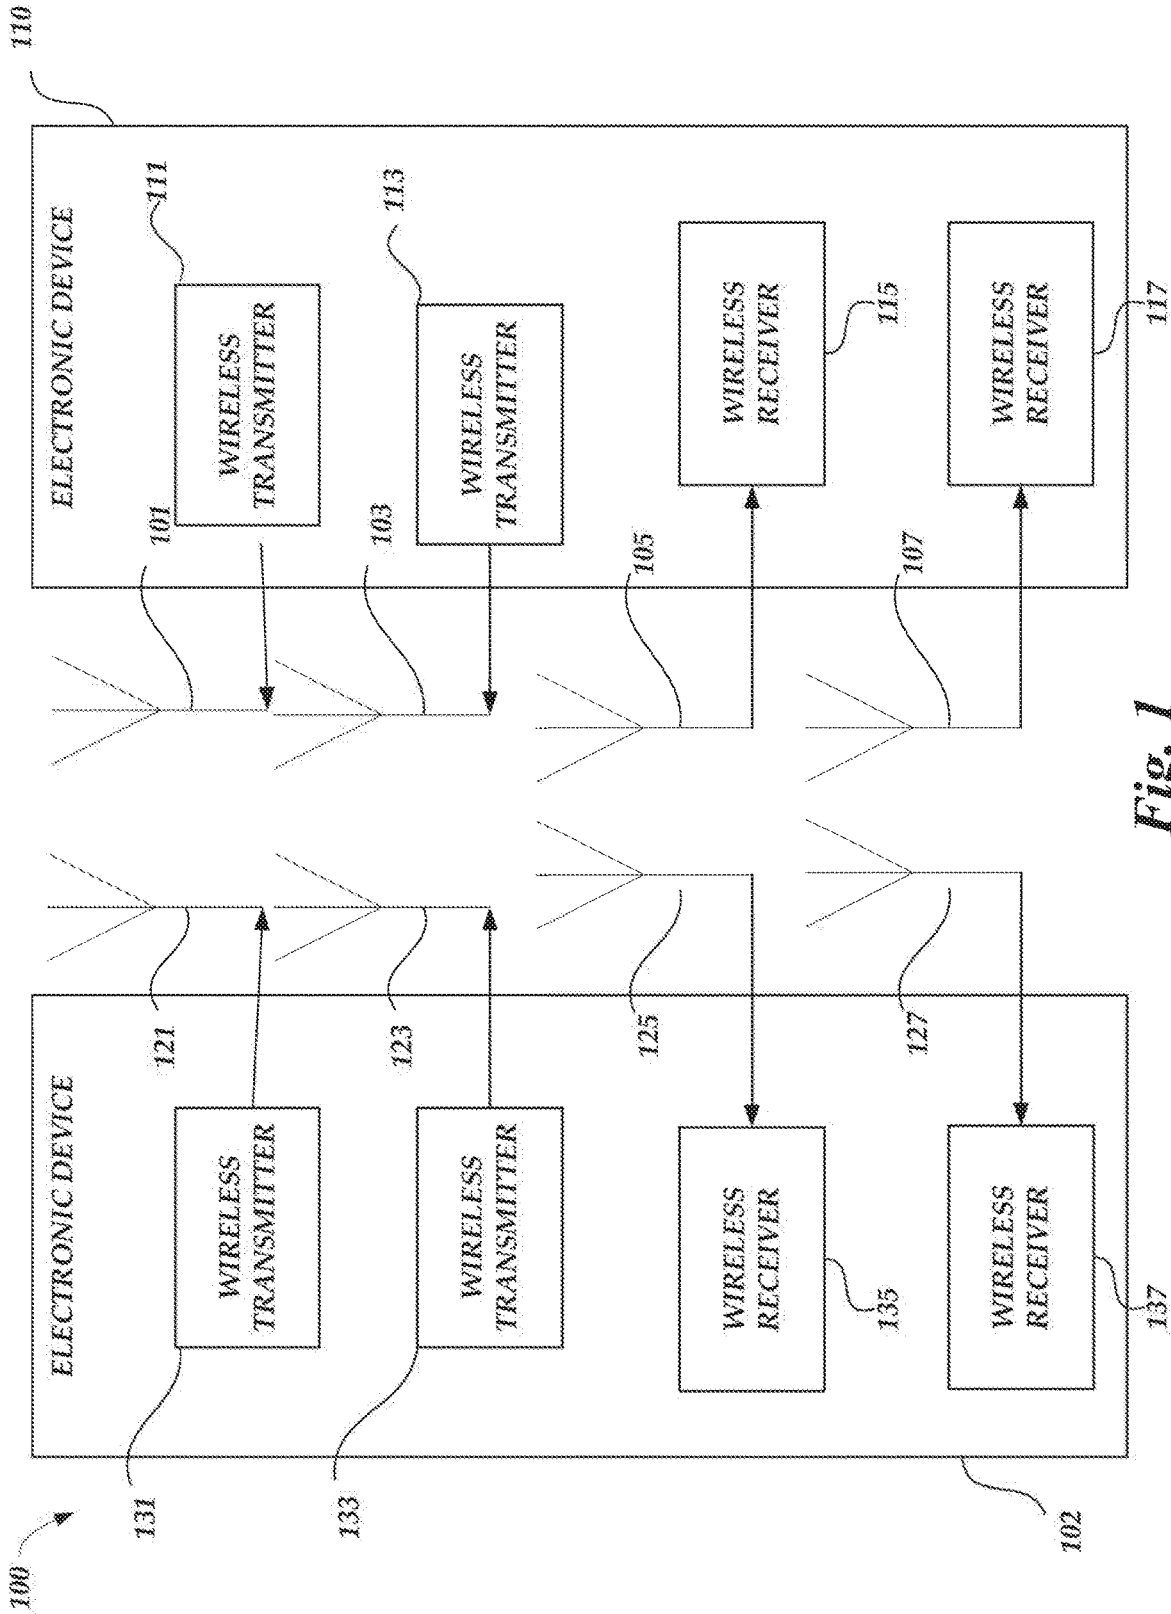 100
ELECTRONIC DEVICE
131
WIRELESS
TRANSMITTER
121
133
WIRELESS
TRANSMITTER
123
WIRELESS
RECEIVER
135
125
WIRELESS
RECEIVER
137
127
102
110
ELECTRONIC DEVICE
101
WIRELESS
TRANSMITTER
111
103
WIRELESS
TRANSMITTER
113
105
WIRELESS
RECEIVER
115
107
WIRELESS
RECEIVER
117
Fig. 1